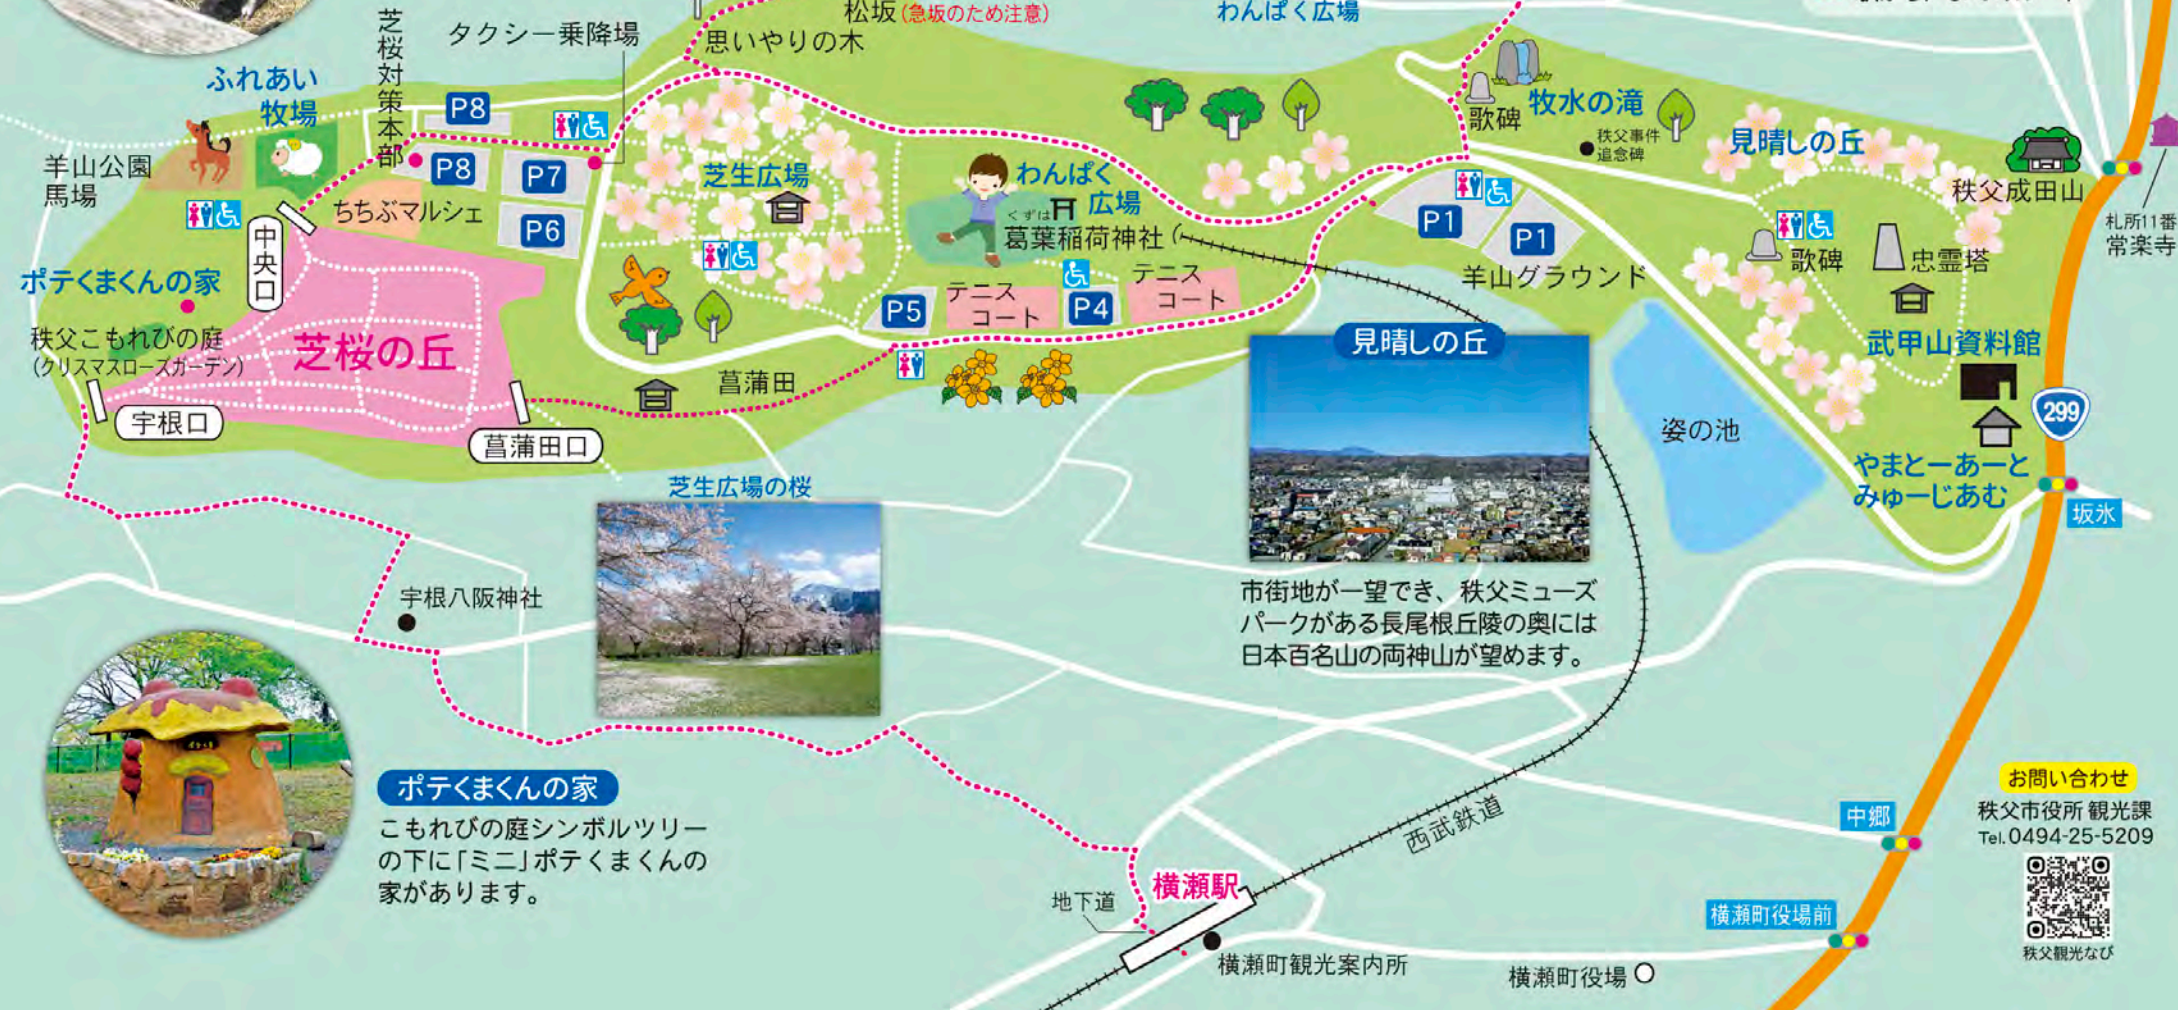 松坂(急坂のため注意)
わんぱく広場
芝桜対策本部
タクシー乗降場
思いやりの木
ふれあい
牧場
P8
P8
P7
P6
羊山公園
馬場
ちちぶマルシェ
中央口
ポテくまくんの家
秩父こもれびの庭
(クリスマスローズガーデン)
芝桜の丘
宇根口
菖蒲田口
芝生広場
わんぱく
広場
くずは
葛葉稲荷神社
P5
テニス
コート
P4
テニス
コート
菖蒲田
歌碑
牧水の滝
秩父事件
追念碑
見晴しの丘
秩父成田山
札所11番
常楽寺
P1
P1
羊山グラウンド
歌碑
忠霊塔
武甲山資料館
299
やまとーあーと
みゅーじあむ
坂氷
姿の池
見晴しの丘
市街地が一望でき、秩父ミューズ
パークがある長尾根丘陵の奥には
日本百名山の両神山が望めます。
芝生広場の桜
宇根八阪神社
ポテくまくんの家
こもれびの庭シンボルツリー
の下に「ミニ」ポテくまくんの
家があります。
西武鉄道
横瀬駅
地下道
横瀬町観光案内所
横瀬町役場
横瀬町役場前
中郷
お問い合わせ
秩父市役所 観光課
Tel.0494-25-5209
秩父観光なび